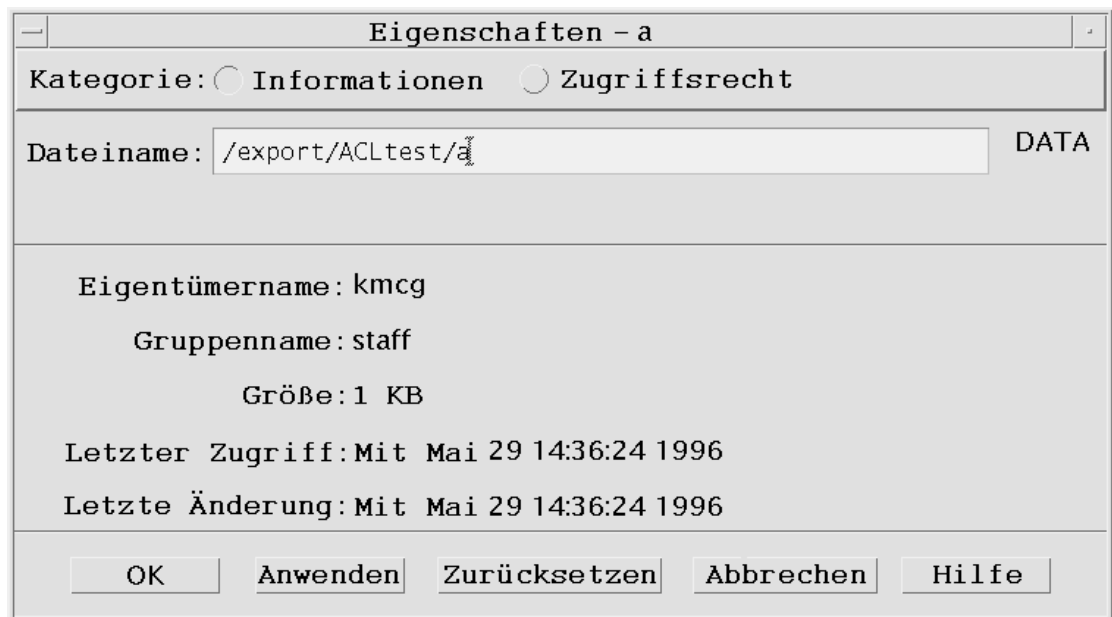 Eigenschaften – a
Kategorie: Informationen Zugriffsrecht
Dateiname: /export/ACLtest/a DATA
Eigentümername: kmcg
Gruppenname: staff
Größe: 1 KB
Letzter Zugriff: Mit Mai 29 14:36:24 1996
Letzte Änderung: Mit Mai 29 14:36:24 1996
OK Anwenden Zurücksetzen Abbrechen Hilfe